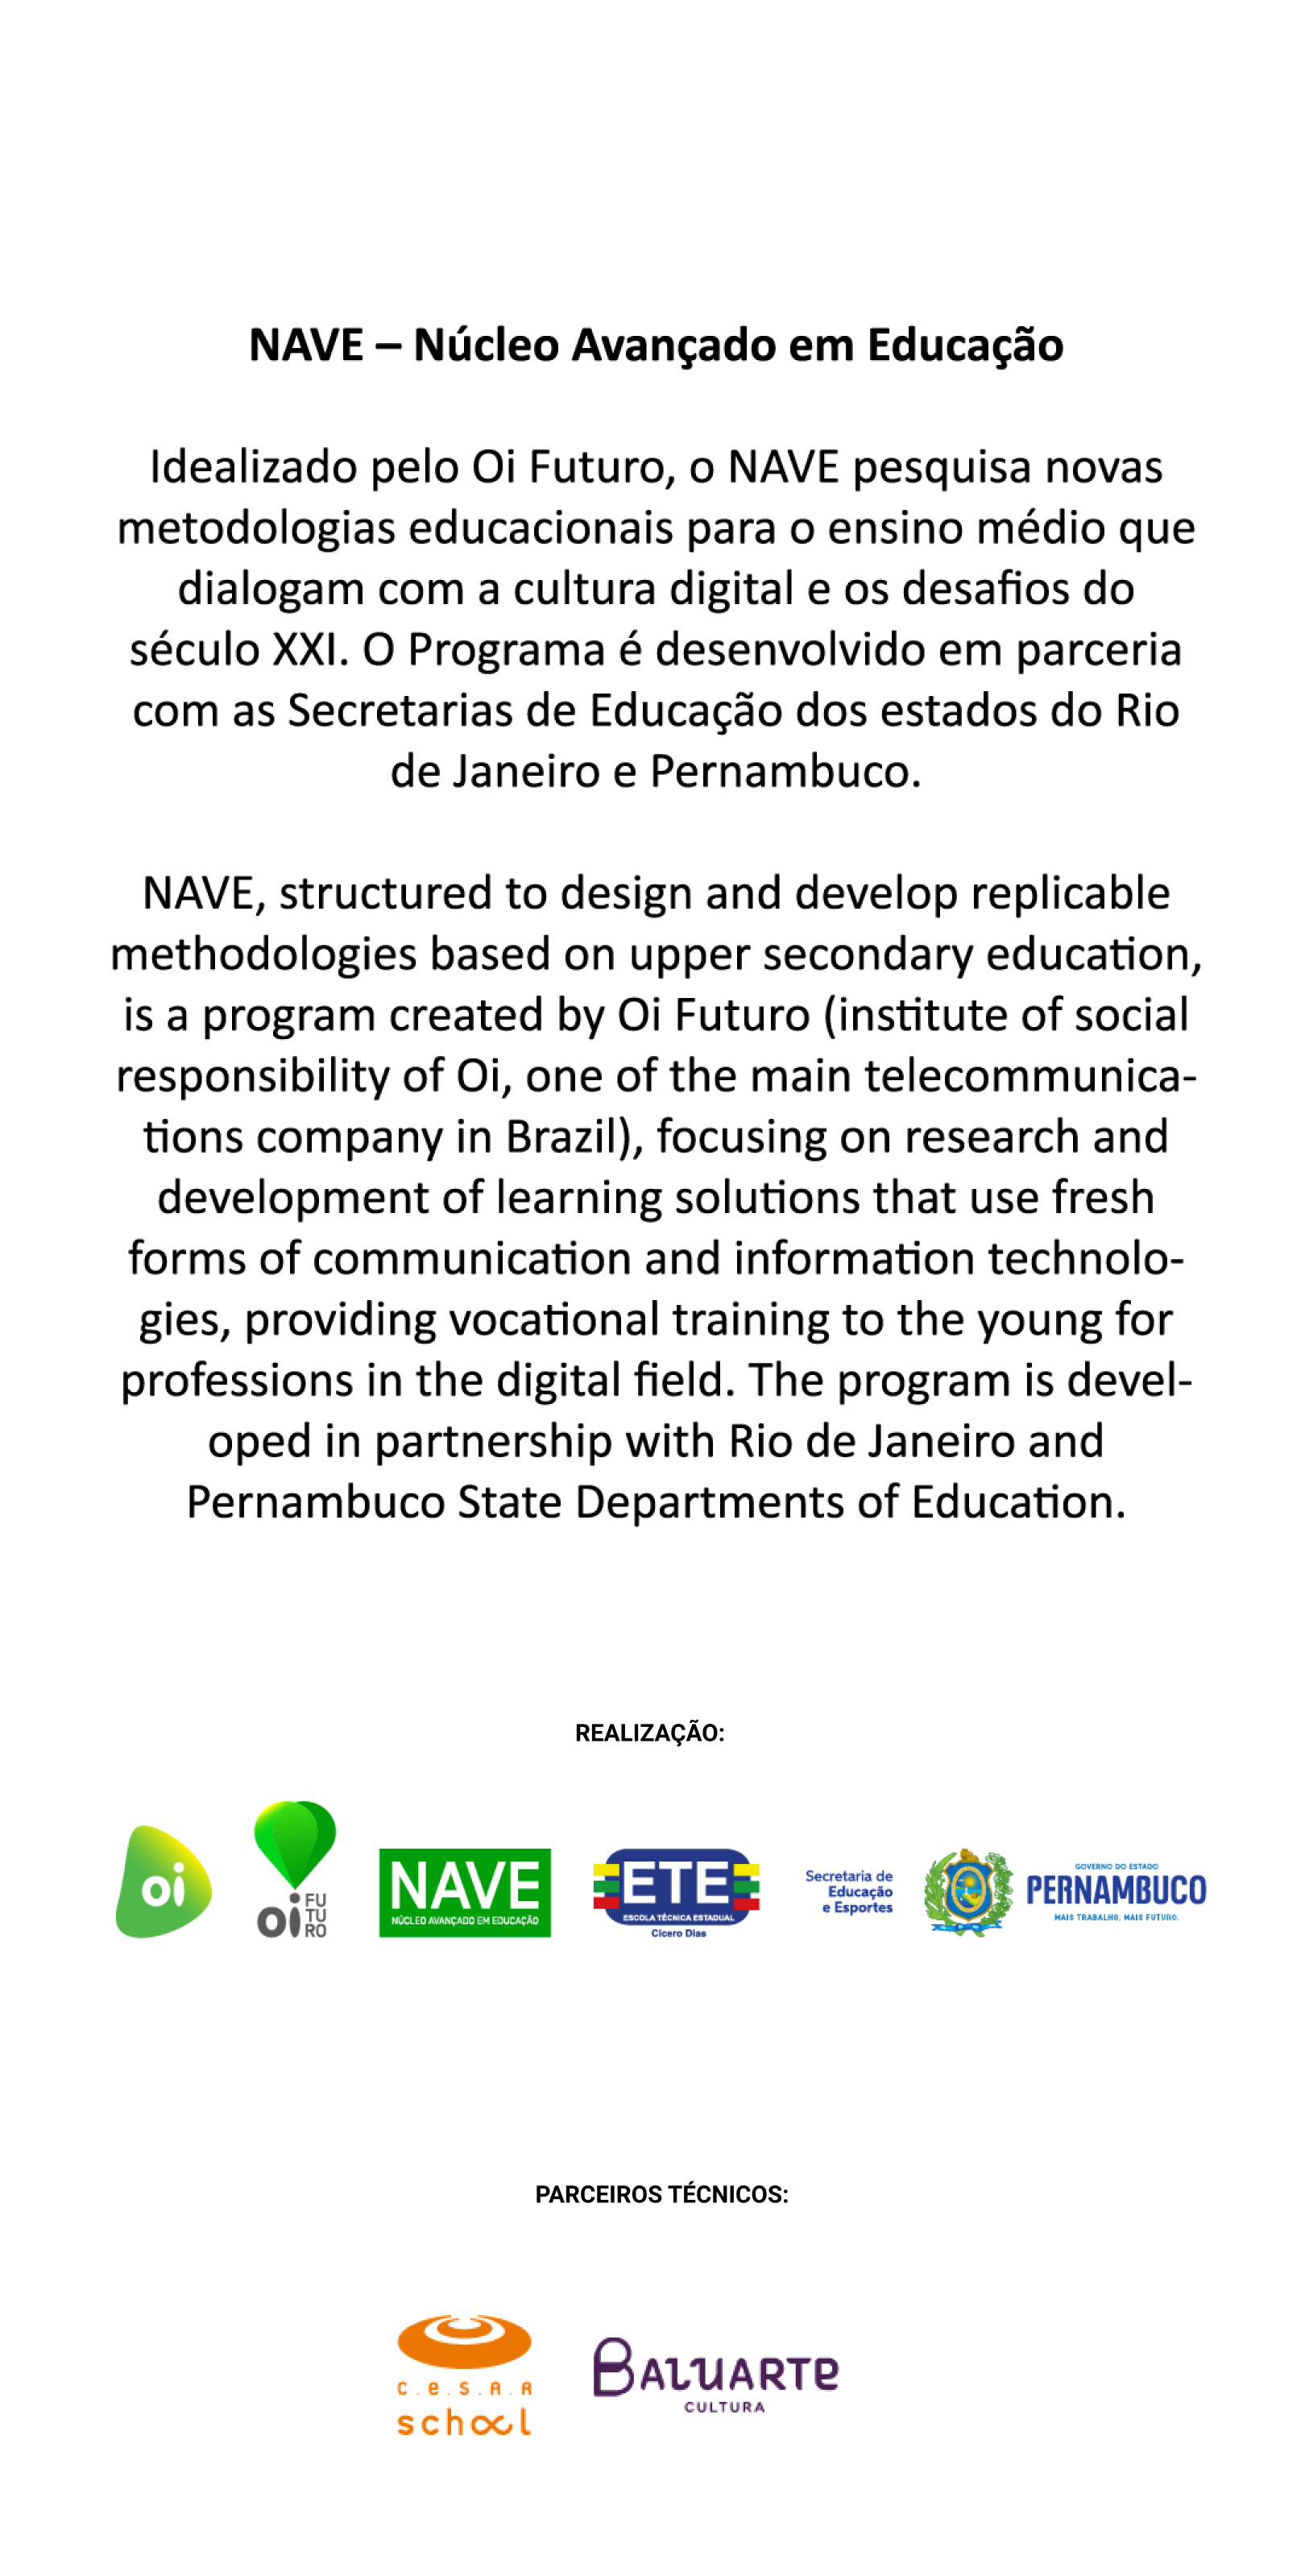 NAVE – Núcleo Avançado em Educação
Idealizado pelo Oi Futuro, o NAVE pesquisa novas
metodologias educacionais para o ensino médio que
dialogam com a cultura digital e os desafios do
século XXI. O Programa é desenvolvido em parceria
com as Secretarias de Educação dos estados do Rio
de Janeiro e Pernambuco.
NAVE, structured to design and develop replicable
methodologies based on upper secondary education,
is a program created by Oi Futuro (institute of social
responsibility of Oi, one of the main telecommunica-
tions company in Brazil), focusing on research and
development of learning solutions that use fresh
forms of communication and information technolo-
gies, providing vocational training to the young for
professions in the digital field. The program is devel-
oped in partnership with Rio de Janeiro and
Pernambuco State Departments of Education.
REALIZAÇÃO:
oi
oi FU
TU
RO
NAVE
NÚCLEO AVANÇADO EM EDUCAÇÃO
ETE
ESCOLA TÉCNICA ESTADUAL
Cícero Dias
Secretaria de
Educação
e Esportes
GOVERNO DO ESTADO
PERNAMBUCO
MAIS TRABALHO, MAIS FUTURO.
PARCEIROS TÉCNICOS:
C.e.S.A.R
school
BALUARTE
CULTURA